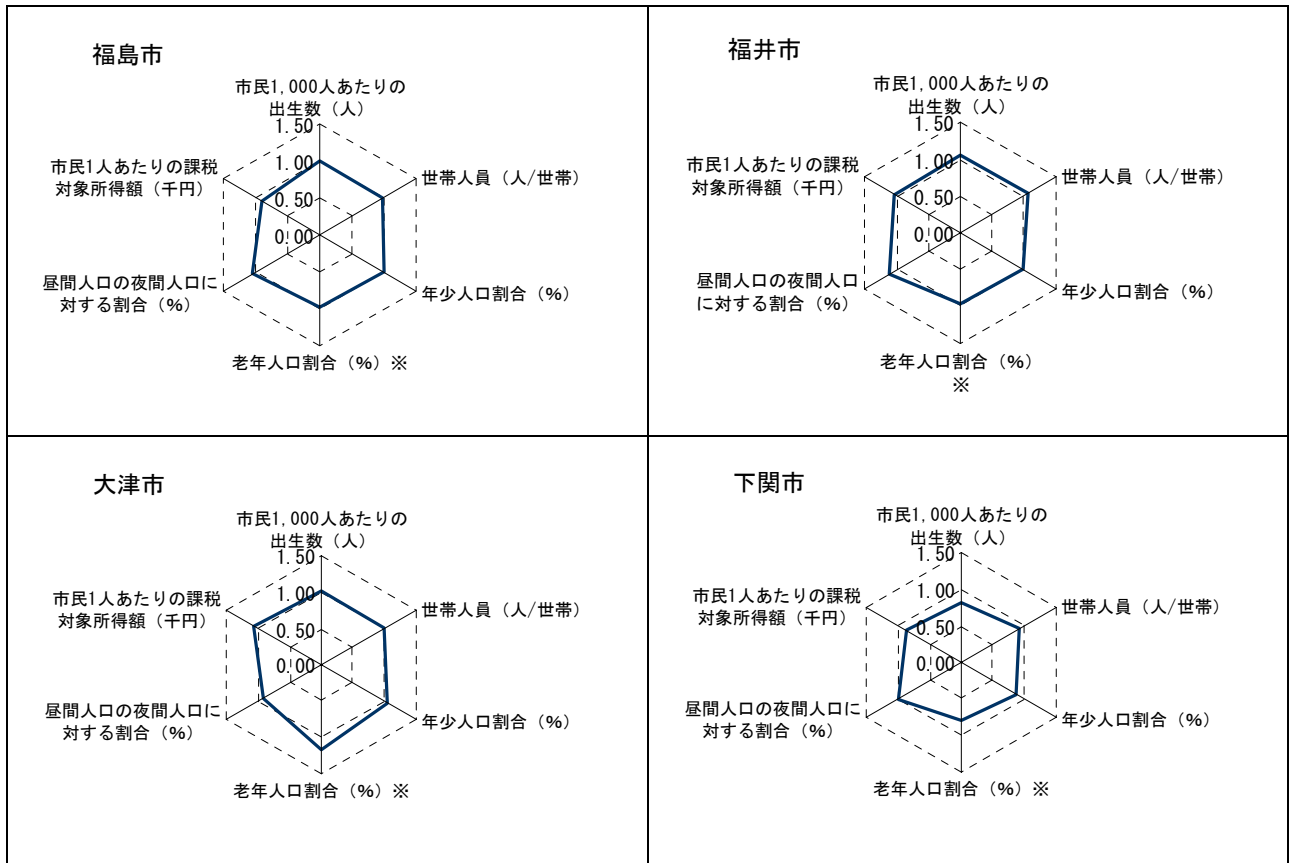 福島市
市民1,000人あたりの
出生数（人）
1.50
1.00
0.50
0.00
世帯人員（人/世帯）
年少人口割合（%）
老年人口割合（%）※
昼間人口の夜間人口に
対する割合（%）
市民1人あたりの課税
対象所得額（千円）
福井市
市民1,000人あたりの
出生数（人）
1.50
1.00
0.50
0.00
世帯人員（人/世帯）
年少人口割合（%）
老年人口割合（%）
※
昼間人口の夜間人口
に対する割合（%）
市民1人あたりの課税
対象所得額（千円）
大津市
市民1,000人あたりの
出生数（人）
1.50
1.00
0.50
0.00
世帯人員（人/世帯）
年少人口割合（%）
老年人口割合（%）※
昼間人口の夜間人口に
対する割合（%）
市民1人あたりの課税
対象所得額（千円）
下関市
市民1,000人あたりの
出生数（人）
1.50
1.00
0.50
0.00
世帯人員（人/世帯）
年少人口割合（%）
老年人口割合（%）※
昼間人口の夜間人口に
対する割合（%）
市民1人あたりの課税
対象所得額（千円）